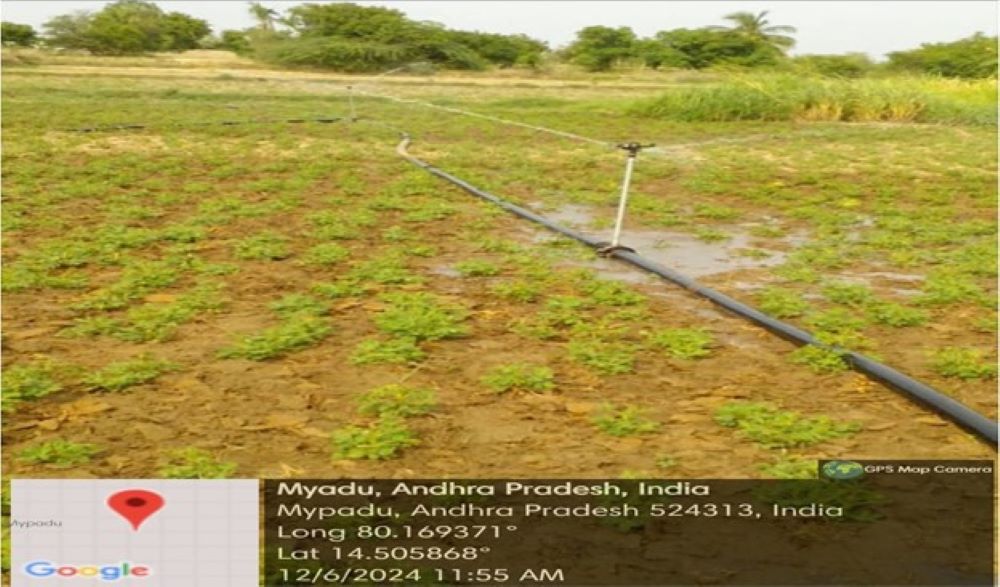 GPS Map Camera
Mypadu
Google
Myadu, Andhra Pradesh, India
Mypadu, Andhra Pradesh 524313, India
Long 80.169371°
Lat 14.505868°
12/6/2024 11:55 AM